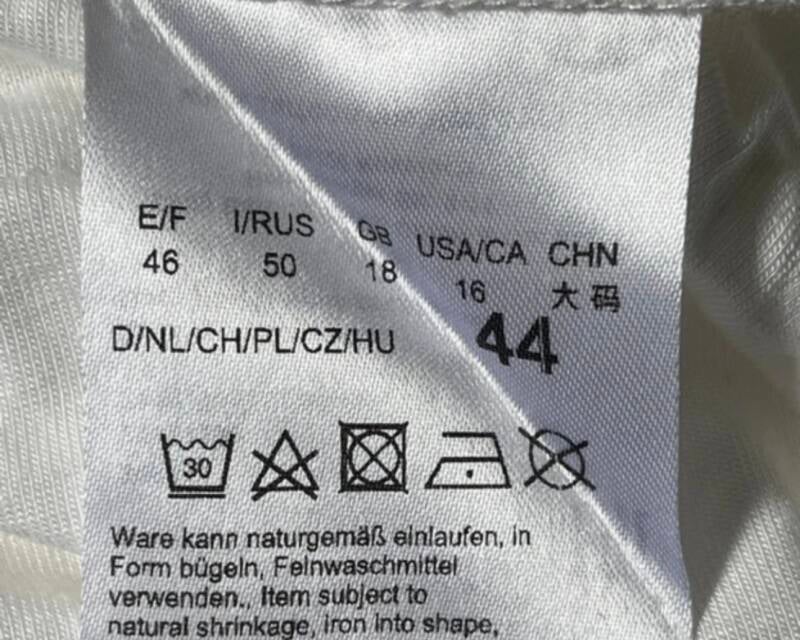 E/F I/RUS GB USA/CA CHN
46 50 18 16 大码
D/NL/CH/PL/CZ/HU 44
30
Ware kann naturgemäß einlaufen, in
Form bügeln, Feinwaschmittel
verwenden., Item subject to
natural shrinkage, iron into shape,